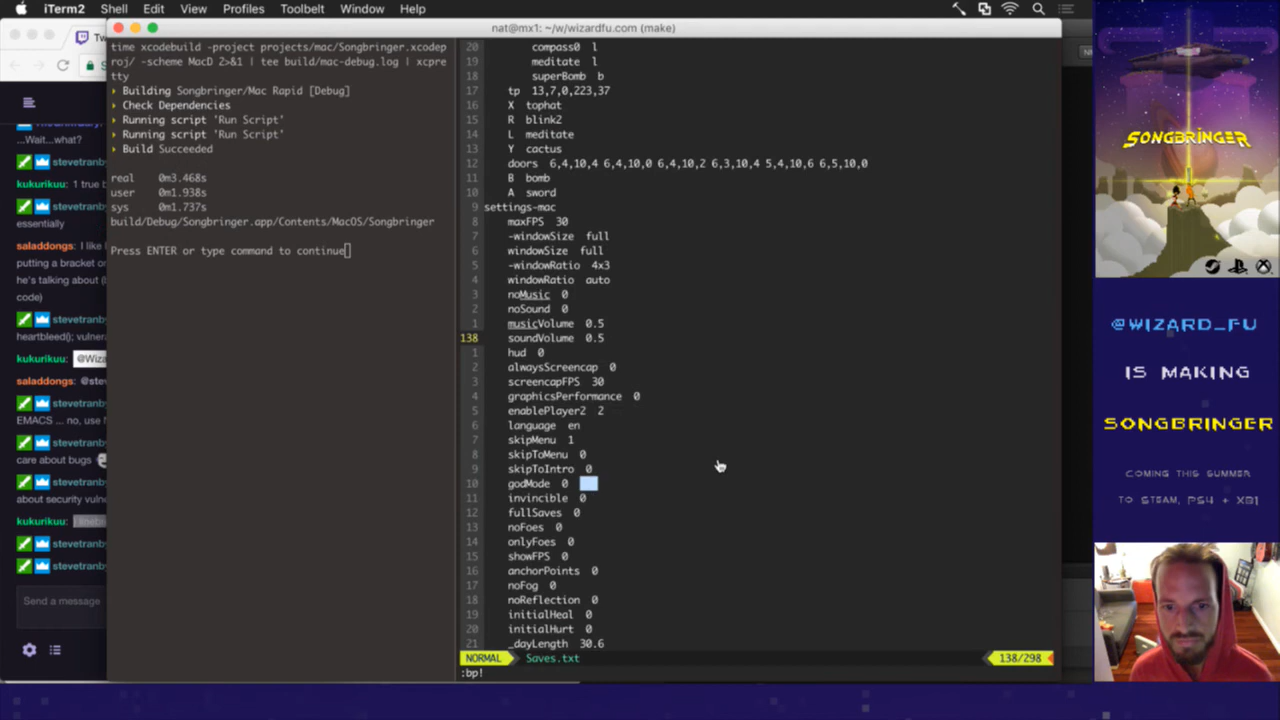 iTerm2 Shell Edit View Profiles Toolbelt Window Help
nat@mx1: ~/w/wizardfu.com (make)
time xcodebuild -project projects/mac/Songbringer.xcodep
roj/ -scheme MacD 2>&1 | tee build/mac-debug.log | xcpre
tty
Building Songbringer/Mac Rapid [Debug]
Check Dependencies
Running script 'Run Script'
Running script 'Run Script'
Build Succeeded
real 0m3.468s
user 0m1.938s
sys 0m1.737s
build/Debug/Songbringer.app/Contents/MacOS/Songbringer
Press ENTER or type command to continue
20 compass0 l
19 meditate l
18 superBomb b
17 tp 13,7,0,223,37
16 X tophat
15 R blink2
14 L meditate
13 Y cactus
12 doors 6,4,10,4 6,4,10,0 6,4,10,2 6,3,10,4 5,4,10,6 6,5,10,0
11 B bomb
10 A sword
9 settings-mac
8 maxFPS 30
7 -windowSize full
6 windowSize full
5 -windowRatio 4x3
4 windowRatio auto
3 noMusic 0
2 noSound 0
1 musicVolume 0.5
138 soundVolume 0.5
1 hud 0
2 alwaysScreencap 0
3 screencapFPS 30
4 graphicsPerformance 0
5 enablePlayer2 2
6 language en
7 skipMenu 1
8 skipToMenu 0
9 skipToIntro 0
10 godMode 0
11 invincible 0
12 fullSaves 0
13 noFoes 0
14 onlyFoes 0
15 showFPS 0
16 anchorPoints 0
17 noFog 0
18 noReflection 0
19 initialHeal 0
20 initialHurt 0
21 _dayLength 30.6
NORMAL Saves.txt 138/298
:bp!
Tw
...Wait...what?
stevetranby
kukurikuu: 1 true b
stevetranb
essentially
saladdongs: I like
putting a bracket or
he's talking about (
code)
stevetranb
heartbleed(); vulnera
kukurikuu: @Wiza
saladdongs: @stev
stevetranb
EMACS ... no, use N
stevetranb
care about bugs
stevetranb
about security vulne
kukurikuu:
stevetranb
stevetranb
Send a message
SONGBRINGER
@WIZARD_FU
IS MAKING
SONGBRINGER
COMING THIS SUMMER
TO STEAM, PS4 + XB1